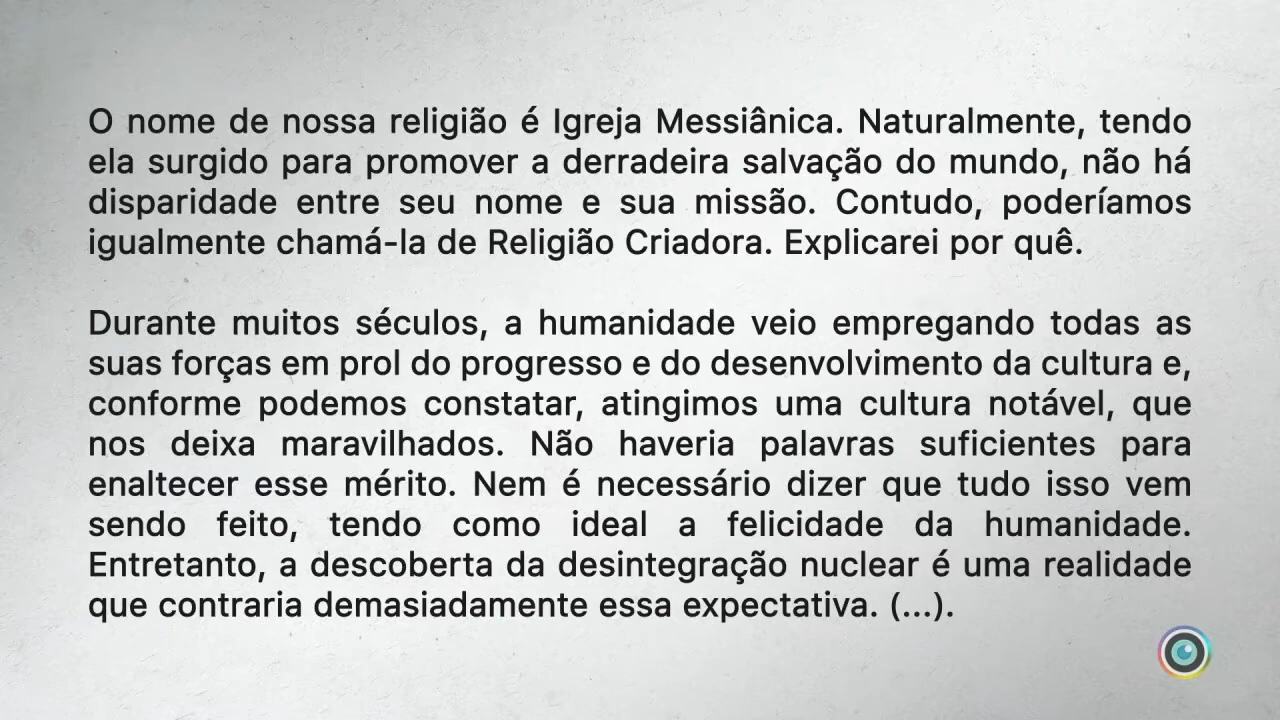 O nome de nossa religião é Igreja Messiânica. Naturalmente, tendo
ela surgido para promover a derradeira salvação do mundo, não há
disparidade entre seu nome e sua missão. Contudo, poderíamos
igualmente chamá-la de Religião Criadora. Explicarei por quê.
Durante muitos séculos, a humanidade veio empregando todas as
suas forças em prol do progresso e do desenvolvimento da cultura e,
conforme podemos constatar, atingimos uma cultura notável, que
nos deixa maravilhados. Não haveria palavras suficientes para
enaltecer esse mérito. Nem é necessário dizer que tudo isso vem
sendo feito, tendo como ideal a felicidade da humanidade.
Entretanto, a descoberta da desintegração nuclear é uma realidade
que contraria demasiadamente essa expectativa. (...).